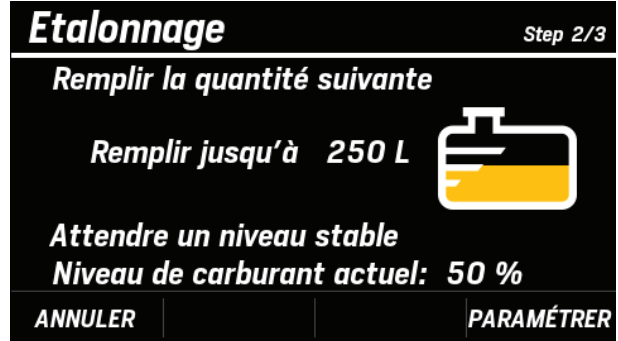 Etalonnage
Step 2/3
Remplir la quantité suivante
Remplir jusqu'à 250 L
Attendre un niveau stable
Niveau de carburant actuel: 50 %
ANNULER PARAMÉTRER